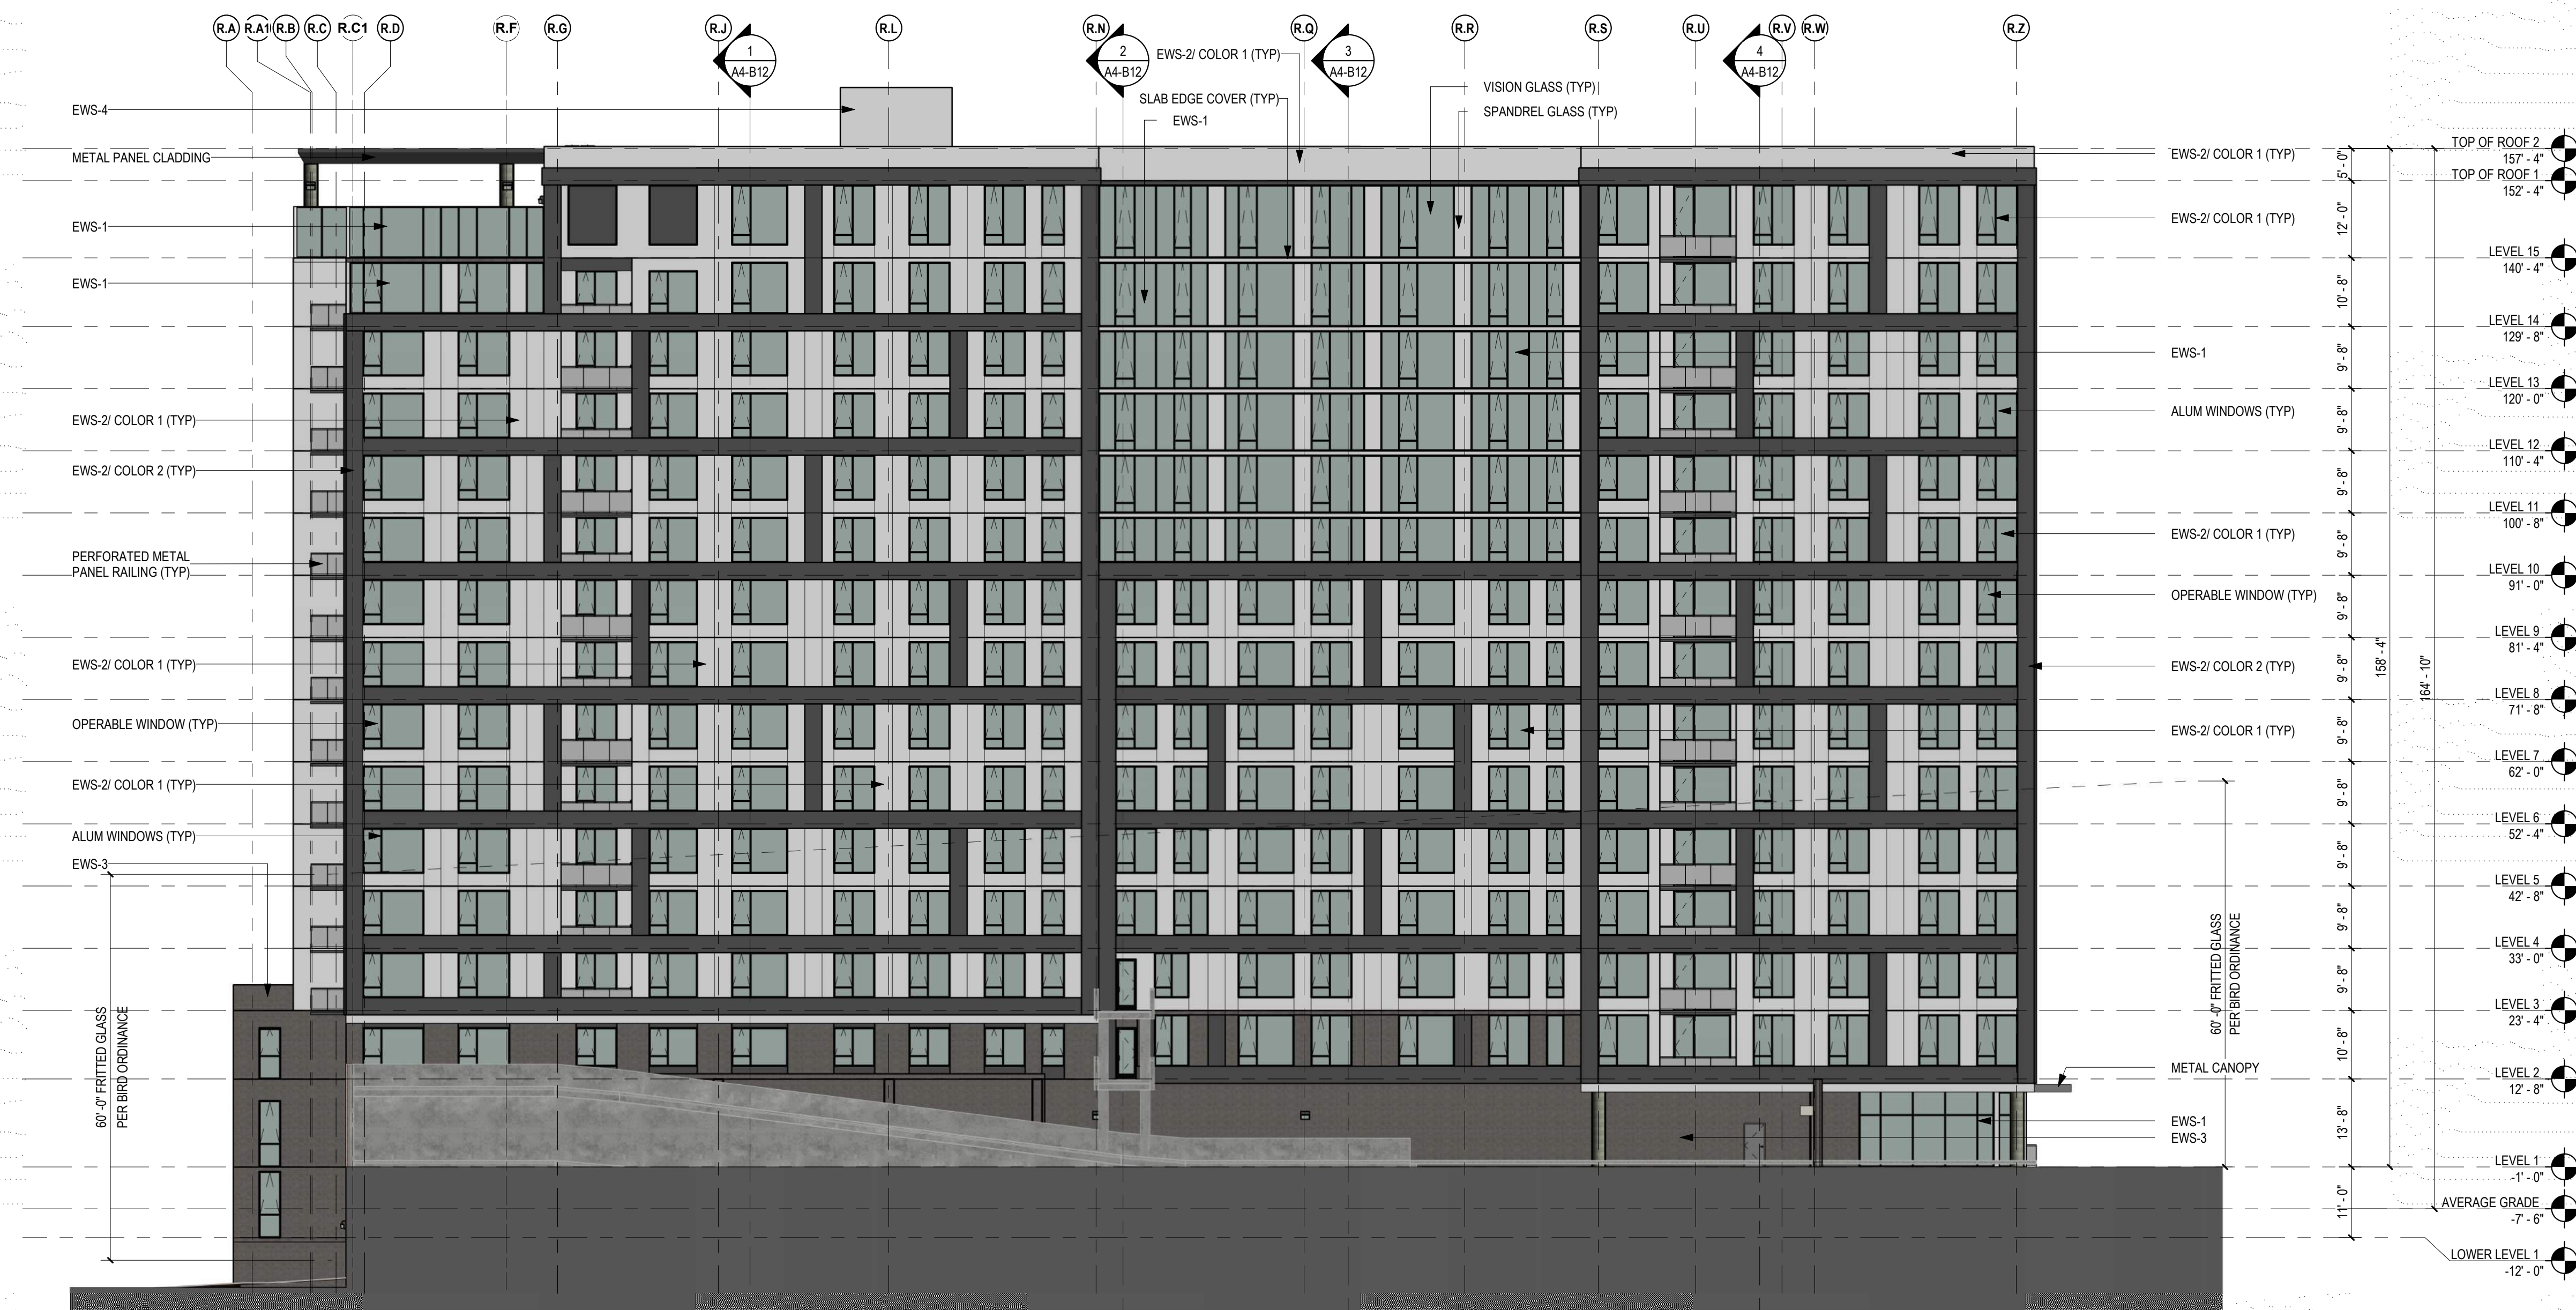 R.A R.A1 R.B R.C R.C1 R.D R.F R.G R.J R.L R.N R.Q R.R R.S R.U R.V R.W R.Z
1
A4-B12
2
A4-B12
3
A4-B12
4
A4-B12
EWS-2/ COLOR 1 (TYP)
SLAB EDGE COVER (TYP)
EWS-1
VISION GLASS (TYP)
SPANDREL GLASS (TYP)
EWS-4
METAL PANEL CLADDING
EWS-1
EWS-1
EWS-2/ COLOR 1 (TYP)
EWS-2/ COLOR 2 (TYP)
PERFORATED METAL
PANEL RAILING (TYP)
EWS-2/ COLOR 1 (TYP)
OPERABLE WINDOW (TYP)
EWS-2/ COLOR 1 (TYP)
ALUM WINDOWS (TYP)
EWS-3
60' -0" FRITTED GLASS
PER BIRD ORDINANCE
EWS-2/ COLOR 1 (TYP)
EWS-2/ COLOR 1 (TYP)
EWS-1
ALUM WINDOWS (TYP)
EWS-2/ COLOR 1 (TYP)
OPERABLE WINDOW (TYP)
EWS-2/ COLOR 2 (TYP)
EWS-2/ COLOR 1 (TYP)
METAL CANOPY
EWS-1
EWS-3
60' -0" FRITTED GLASS
PER BIRD ORDINANCE
5' - 0"
12' - 0"
10' - 8"
9' - 8"
9' - 8"
9' - 8"
9' - 8"
9' - 8"
9' - 8"
9' - 8"
9' - 8"
9' - 8"
9' - 8"
9' - 8"
10' - 8"
13' - 8"
11' - 0"
158' - 4"
164' - 10"
TOP OF ROOF 2
157' - 4"
TOP OF ROOF 1
152' - 4"
LEVEL 15
140' - 4"
LEVEL 14
129' - 8"
LEVEL 13
120' - 0"
LEVEL 12
110' - 4"
LEVEL 11
100' - 8"
LEVEL 10
91' - 0"
LEVEL 9
81' - 4"
LEVEL 8
71' - 8"
LEVEL 7
62' - 0"
LEVEL 6
52' - 4"
LEVEL 5
42' - 8"
LEVEL 4
33' - 0"
LEVEL 3
23' - 4"
LEVEL 2
12' - 8"
LEVEL 1
-1' - 0"
AVERAGE GRADE
-7' - 6"
LOWER LEVEL 1
-12' - 0"